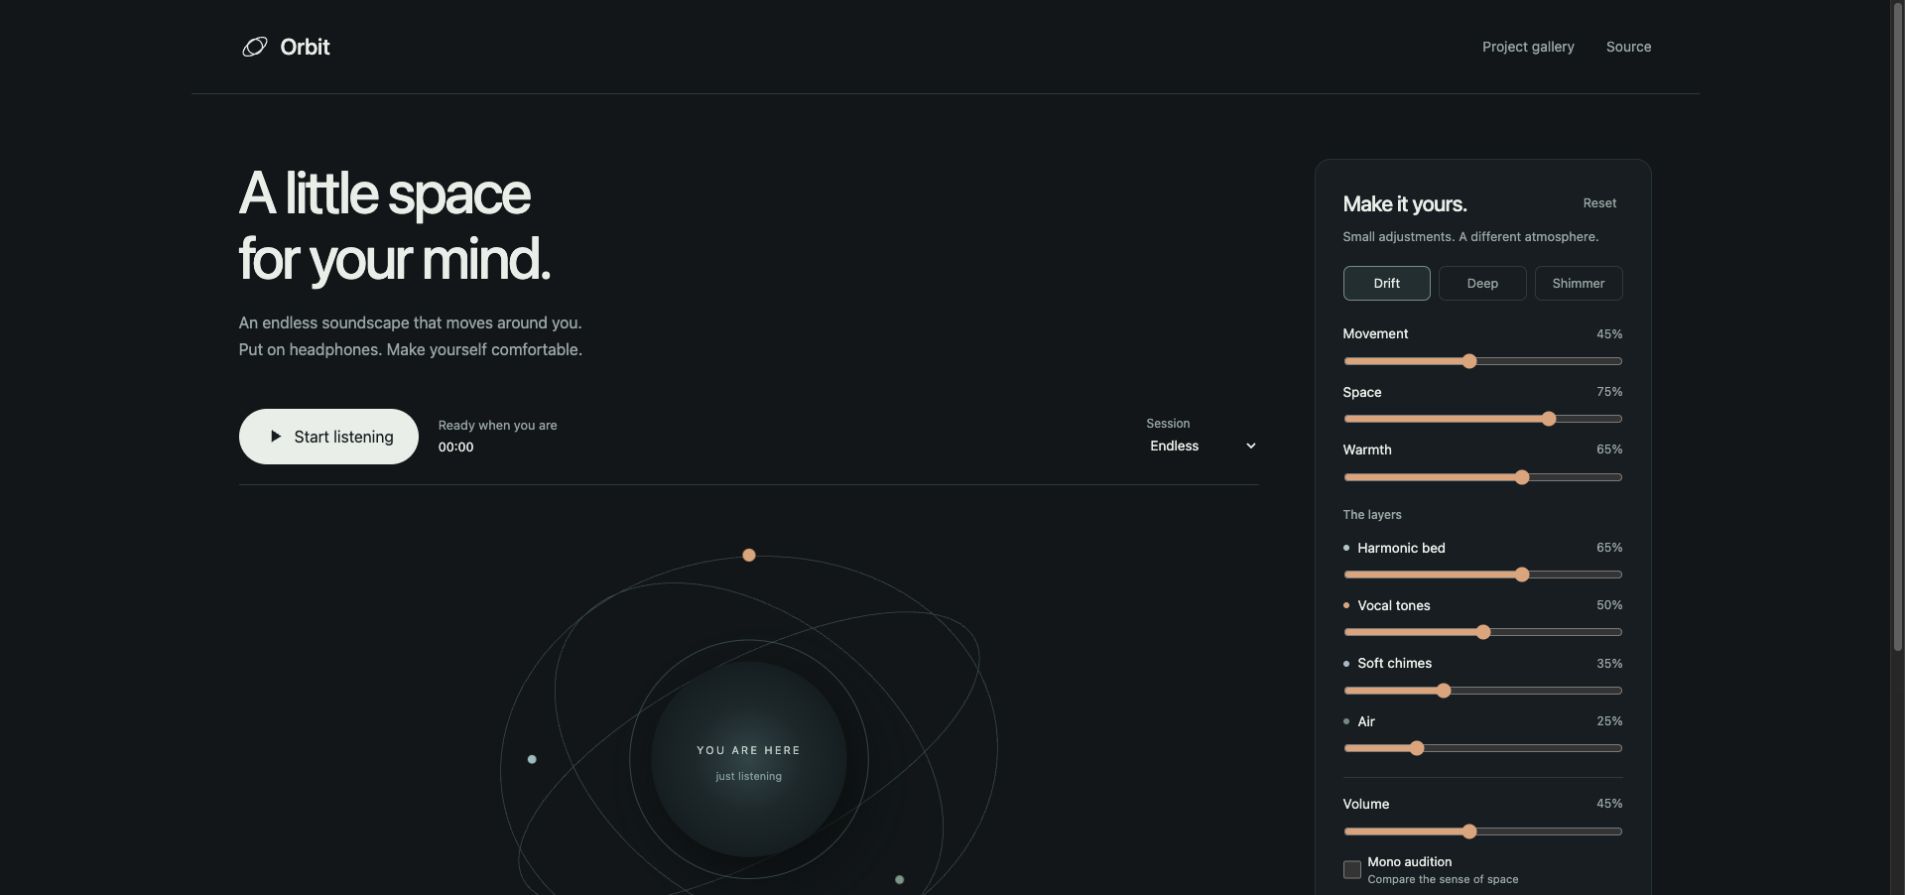 Orbit
Project gallery
Source
A little space
for your mind.
An endless soundscape that moves around you.
Put on headphones. Make yourself comfortable.
Start listening
Ready when you are
00:00
Session
Endless
YOU ARE HERE
just listening
Make it yours.
Reset
Small adjustments. A different atmosphere.
Drift
Deep
Shimmer
Movement
45%
Space
75%
Warmth
65%
The layers
Harmonic bed
65%
Vocal tones
50%
Soft chimes
35%
Air
25%
Volume
45%
Mono audition
Compare the sense of space